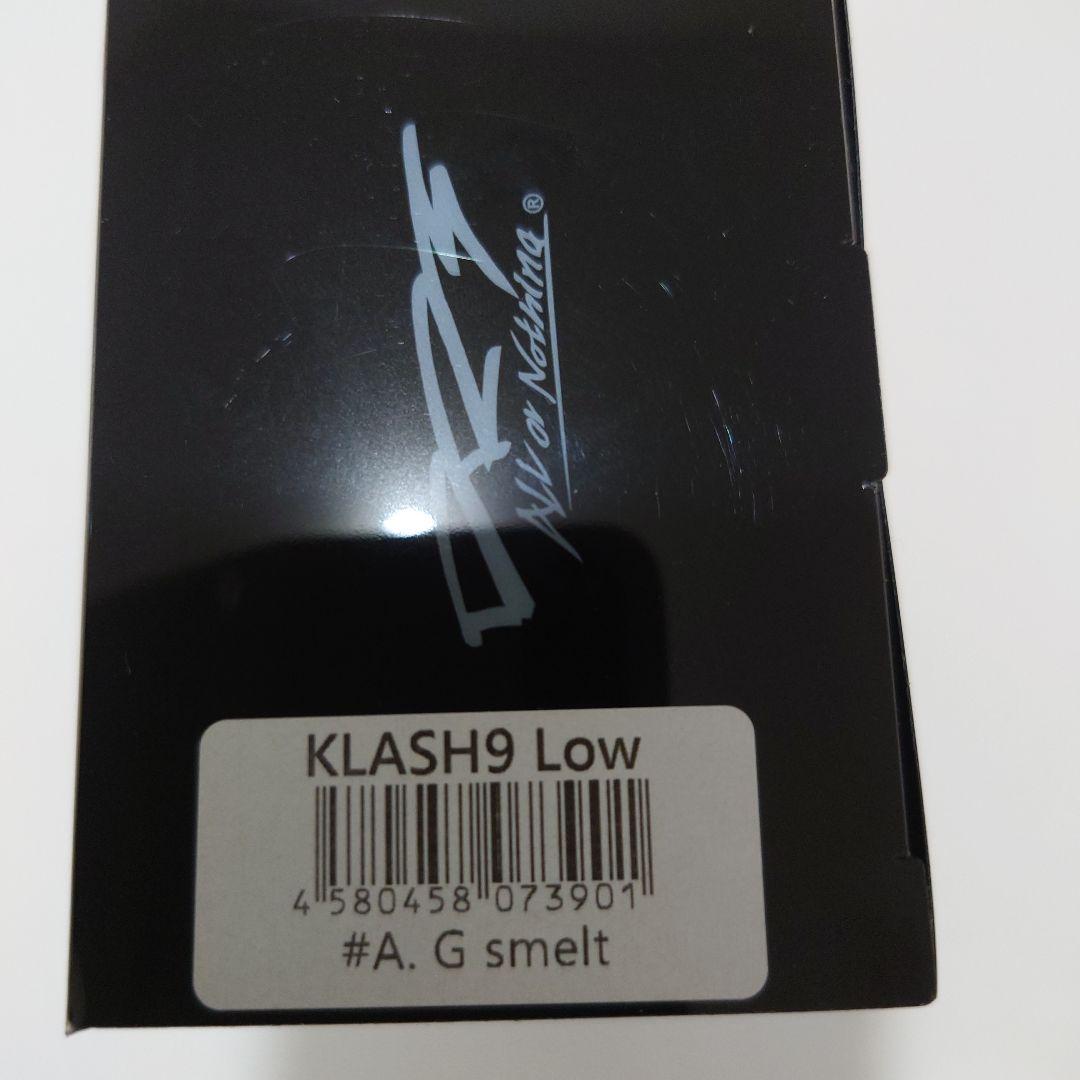 All or Nothing®
KLASH9 Low
4 580458 073901
#A. G smelt